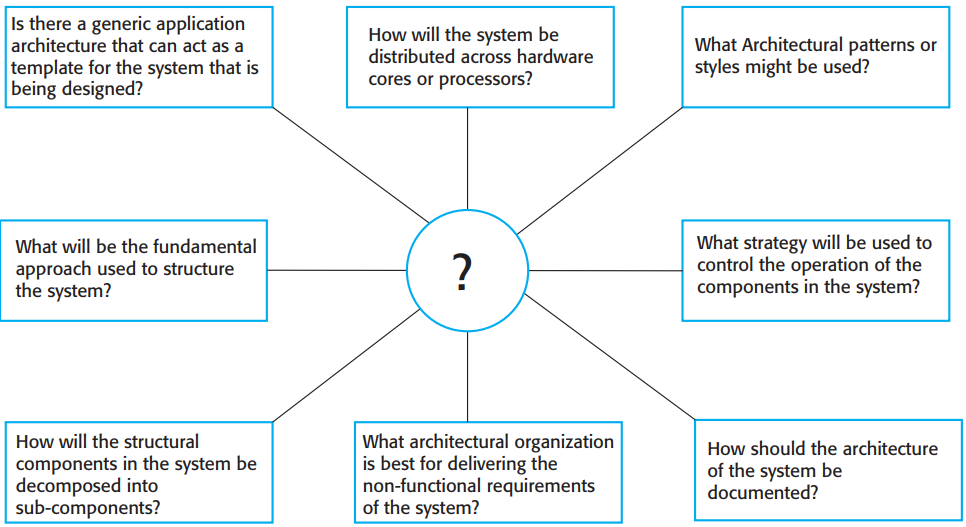 Is there a generic application
architecture that can act as a
template for the system that is
being designed?
How will the system be
distributed across hardware
cores or processors?
What Architectural patterns or
styles might be used?
What will be the fundamental
approach used to structure
the system?
?
What strategy will be used to
control the operation of the
components in the system?
How will the structural
components in the system be
decomposed into
sub-components?
What architectural organization
is best for delivering the
non-functional requirements
of the system?
How should the architecture
of the system be
documented?